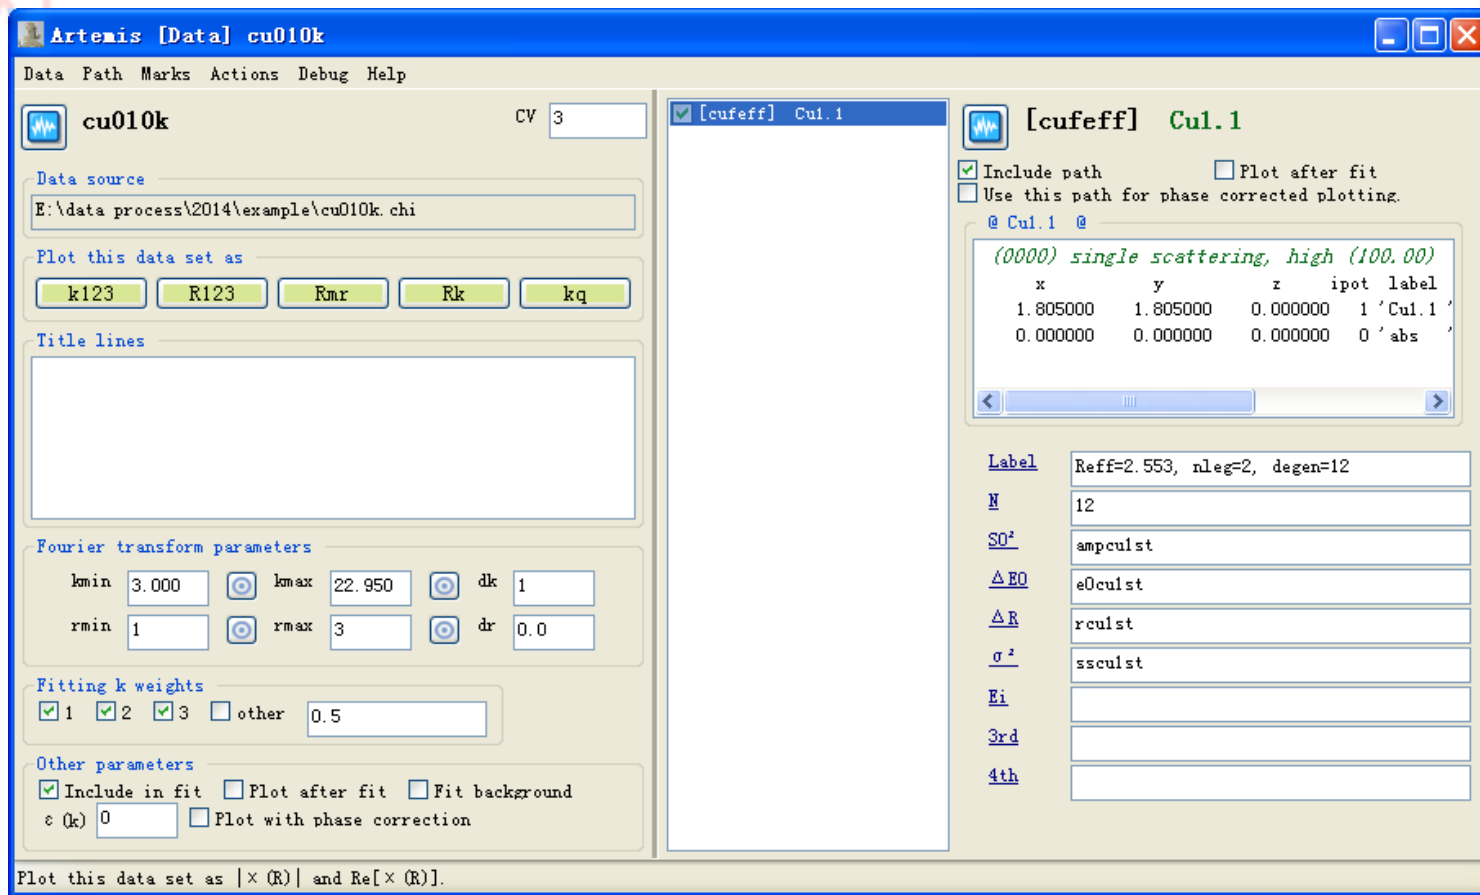 Artemis [Data] cu010k
Data Path Marks Actions Debug Help
cu010k
CV 3
Data source
E:\data process\2014\example\cu010k.chi
Plot this data set as
k123 R123 Rmr Rk kq
Title lines
Fourier transform parameters
kmin 3.000 kmax 22.950 dk 1
rmin 1 rmax 3 dr 0.0
Fitting k weights
1 2 3 other 0.5
Other parameters
Include in fit Plot after fit Fit background
ε (k) 0 Plot with phase correction
[cufeff] Cu1.1
[cufeff] Cu1.1
Include path Plot after fit
Use this path for phase corrected plotting.
@ Cu1.1 @
(0000) single scattering, high (100.00)
x y z ipot label
1.805000 1.805000 0.000000 1 'Cu1.1 '
0.000000 0.000000 0.000000 0 'abs '
Label Reff=2.553, nleg=2, degen=12
N 12
S0² ampcu1st
△E0 e0cu1st
△R rcu1st
σ² sscu1st
Ei
3rd
4th
Plot this data set as |χ(R)| and Re[χ(R)].